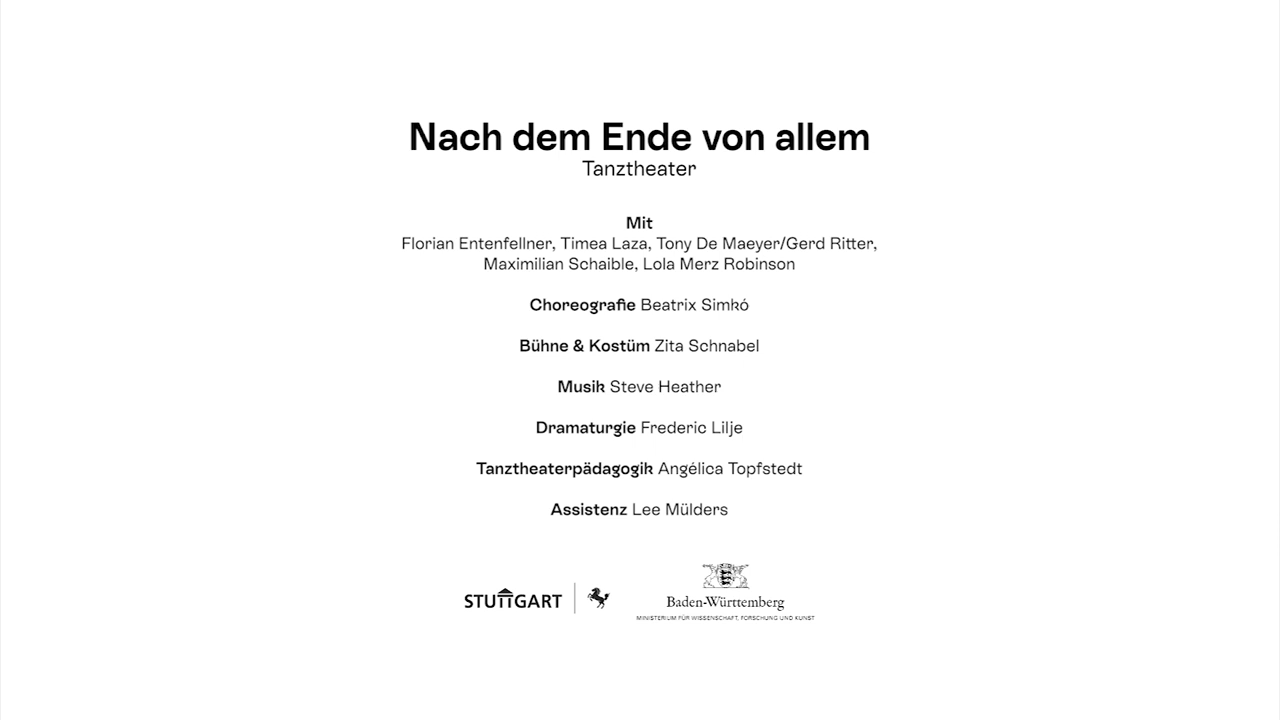 Nach dem Ende von allem
Tanztheater
Mit
Florian Entenfellner, Timea Laza, Tony De Maeyer/Gerd Ritter,
Maximilian Schaible, Lola Merz Robinson
Choreografie Beatrix Simkó
Bühne & Kostüm Zita Schnabel
Musik Steve Heather
Dramaturgie Frederic Lilje
Tanztheaterpädagogik Angélica Topfstedt
Assistenz Lee Mülders
STUTTGART
Baden-Württemberg
MINISTERIUM FÜR WISSENSCHAFT, FORSCHUNG UND KUNST